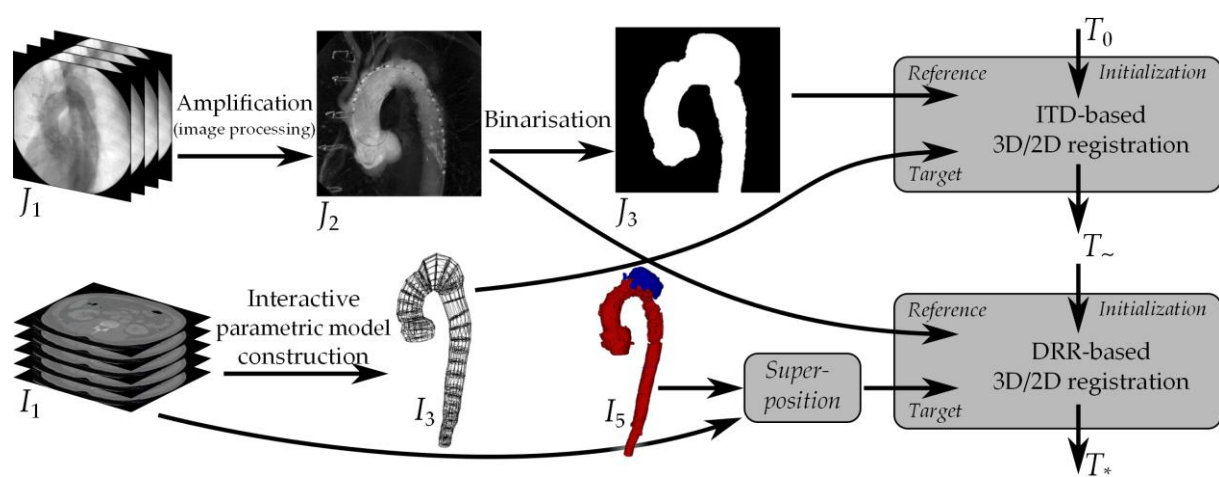 J₁
Amplification
(image processing)
J₂
Binarisation
J₃
T₀
Reference
Initialization
ITD-based
3D/2D registration
Target
T~
I₁
Interactive
parametric model
construction
I₃
I₅
Super-
position
Reference
Initialization
DRR-based
3D/2D registration
Target
T*